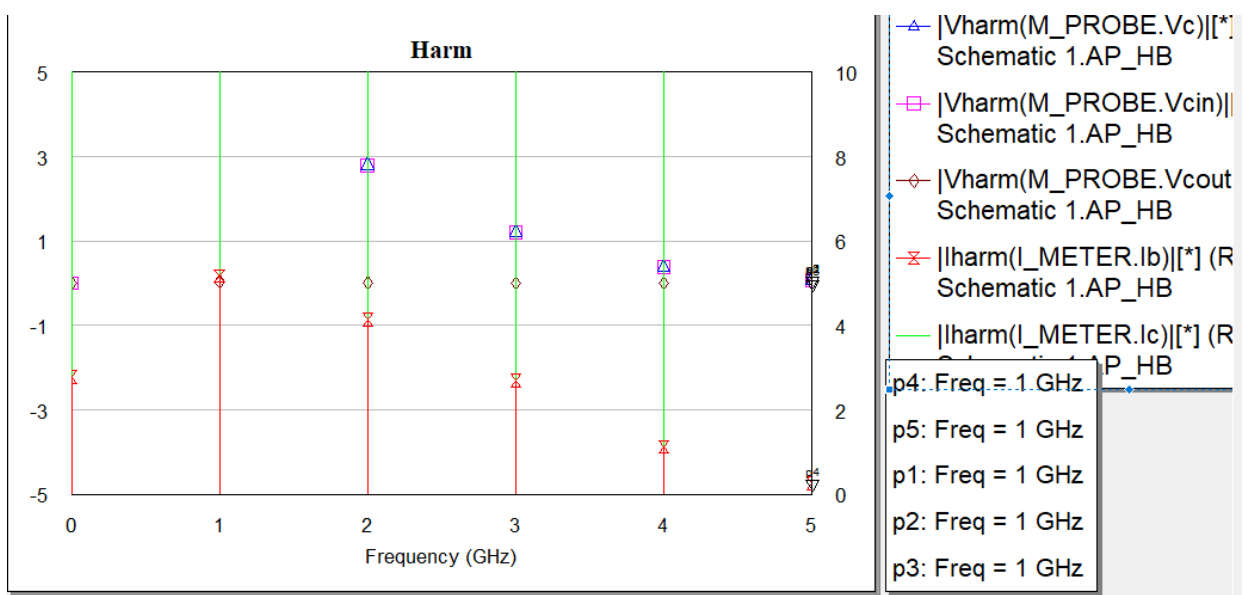 Harm
5
3
1
-1
-3
-5
10
8
6
4
2
0
0 1 2 3 4 5
Frequency (GHz)
p4
|Vharm(M_PROBE.Vc)|[*]
Schematic 1.AP_HB
|Vharm(M_PROBE.Vcin)|
Schematic 1.AP_HB
|Vharm(M_PROBE.Vcout
Schematic 1.AP_HB
|Iharm(I_METER.Ib)|[*] (R
Schematic 1.AP_HB
|Iharm(I_METER.Ic)|[*] (R
AP_HB
p4: Freq = 1 GHz
p5: Freq = 1 GHz
p1: Freq = 1 GHz
p2: Freq = 1 GHz
p3: Freq = 1 GHz